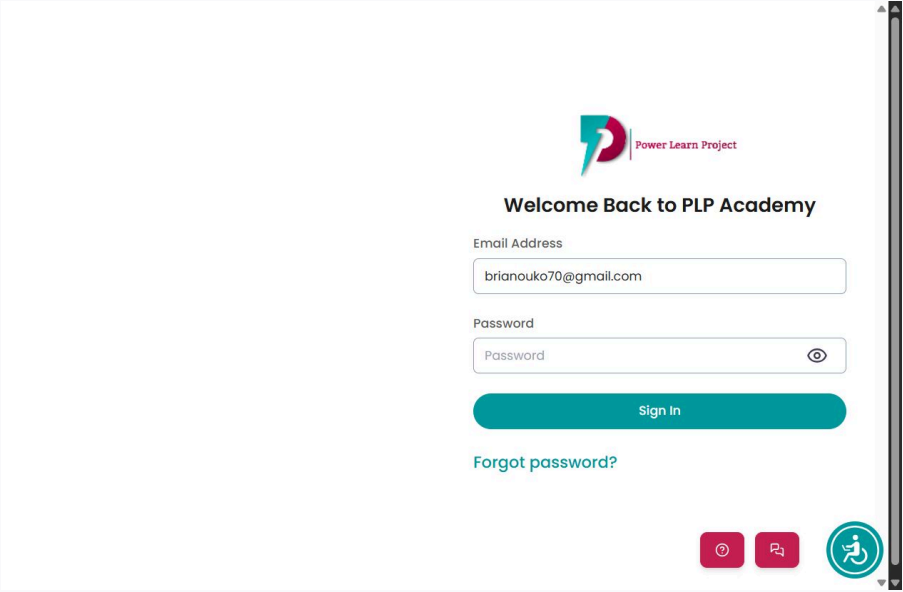 Power Learn Project
Welcome Back to PLP Academy
Email Address
brianouko70@gmail.com
Password
Password
Sign In
Forgot password?